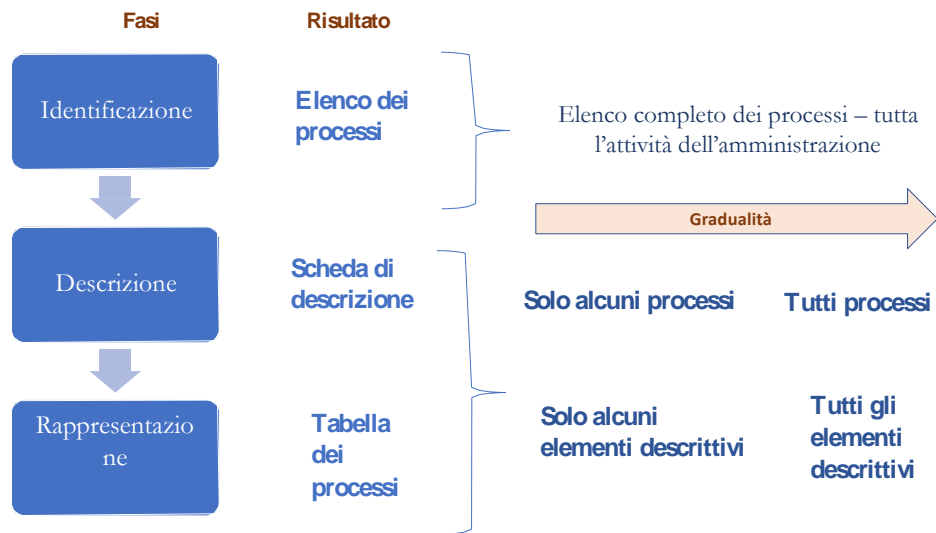 Fasi
Risultato
Identificazione
Elenco dei
processi
Elenco completo dei processi – tutta
l'attività dell'amministrazione
Gradualità
Descrizione
Scheda di
descrizione
Solo alcuni processi
Tutti processi
Rappresentazio
ne
Tabella
dei
processi
Solo alcuni
elementi descrittivi
Tutti gli
elementi
descrittivi